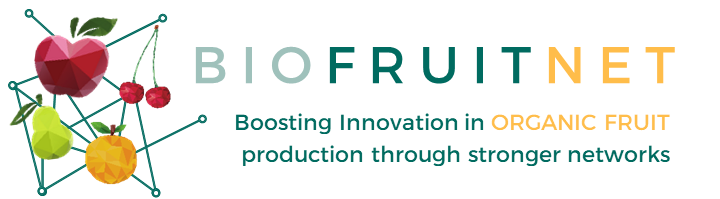 BIOFRUITNET
Boosting Innovation in ORGANIC FRUIT
production through stronger networks